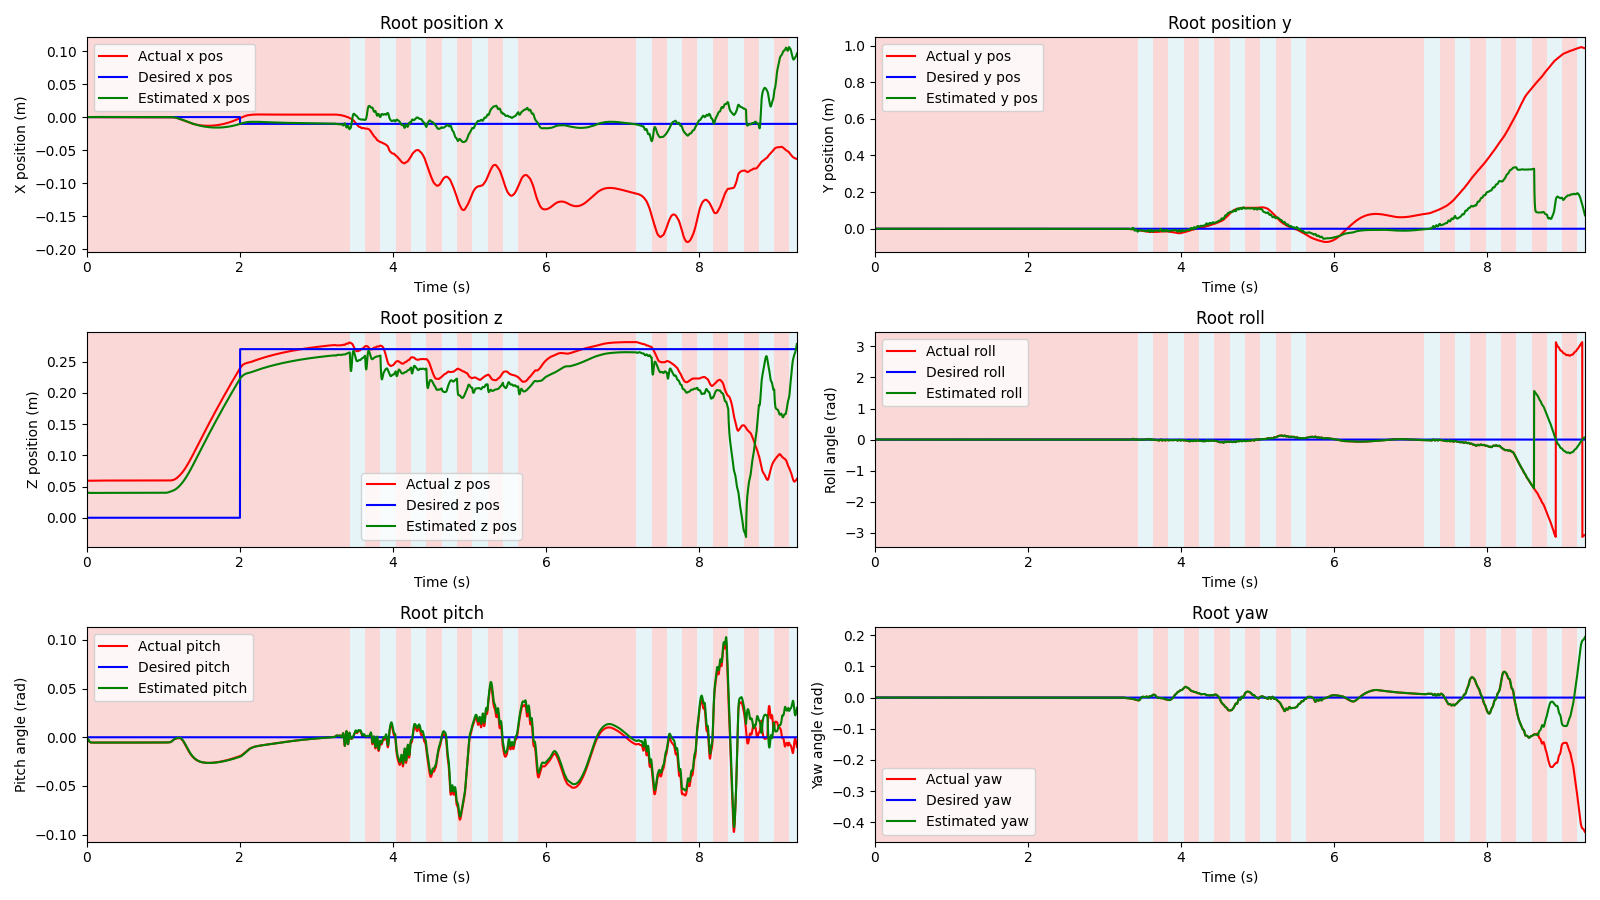 Root position x
X position (m)
0.10
0.05
0.00
−0.05
−0.10
−0.15
−0.20
Actual x pos
Desired x pos
Estimated x pos
0 2 4 6 8
Time (s)
Root position y
Y position (m)
1.0
0.8
0.6
0.4
0.2
0.0
Actual y pos
Desired y pos
Estimated y pos
0 2 4 6 8
Time (s)
Root position z
Z position (m)
0.25
0.20
0.15
0.10
0.05
0.00
Actual z pos
Desired z pos
Estimated z pos
0 2 4 6 8
Time (s)
Root roll
Roll angle (rad)
3
2
1
0
−1
−2
−3
Actual roll
Desired roll
Estimated roll
0 2 4 6 8
Time (s)
Root pitch
Pitch angle (rad)
0.10
0.05
0.00
−0.05
−0.10
Actual pitch
Desired pitch
Estimated pitch
0 2 4 6 8
Time (s)
Root yaw
Yaw angle (rad)
0.2
0.1
0.0
−0.1
−0.2
−0.3
−0.4
Actual yaw
Desired yaw
Estimated yaw
0 2 4 6 8
Time (s)